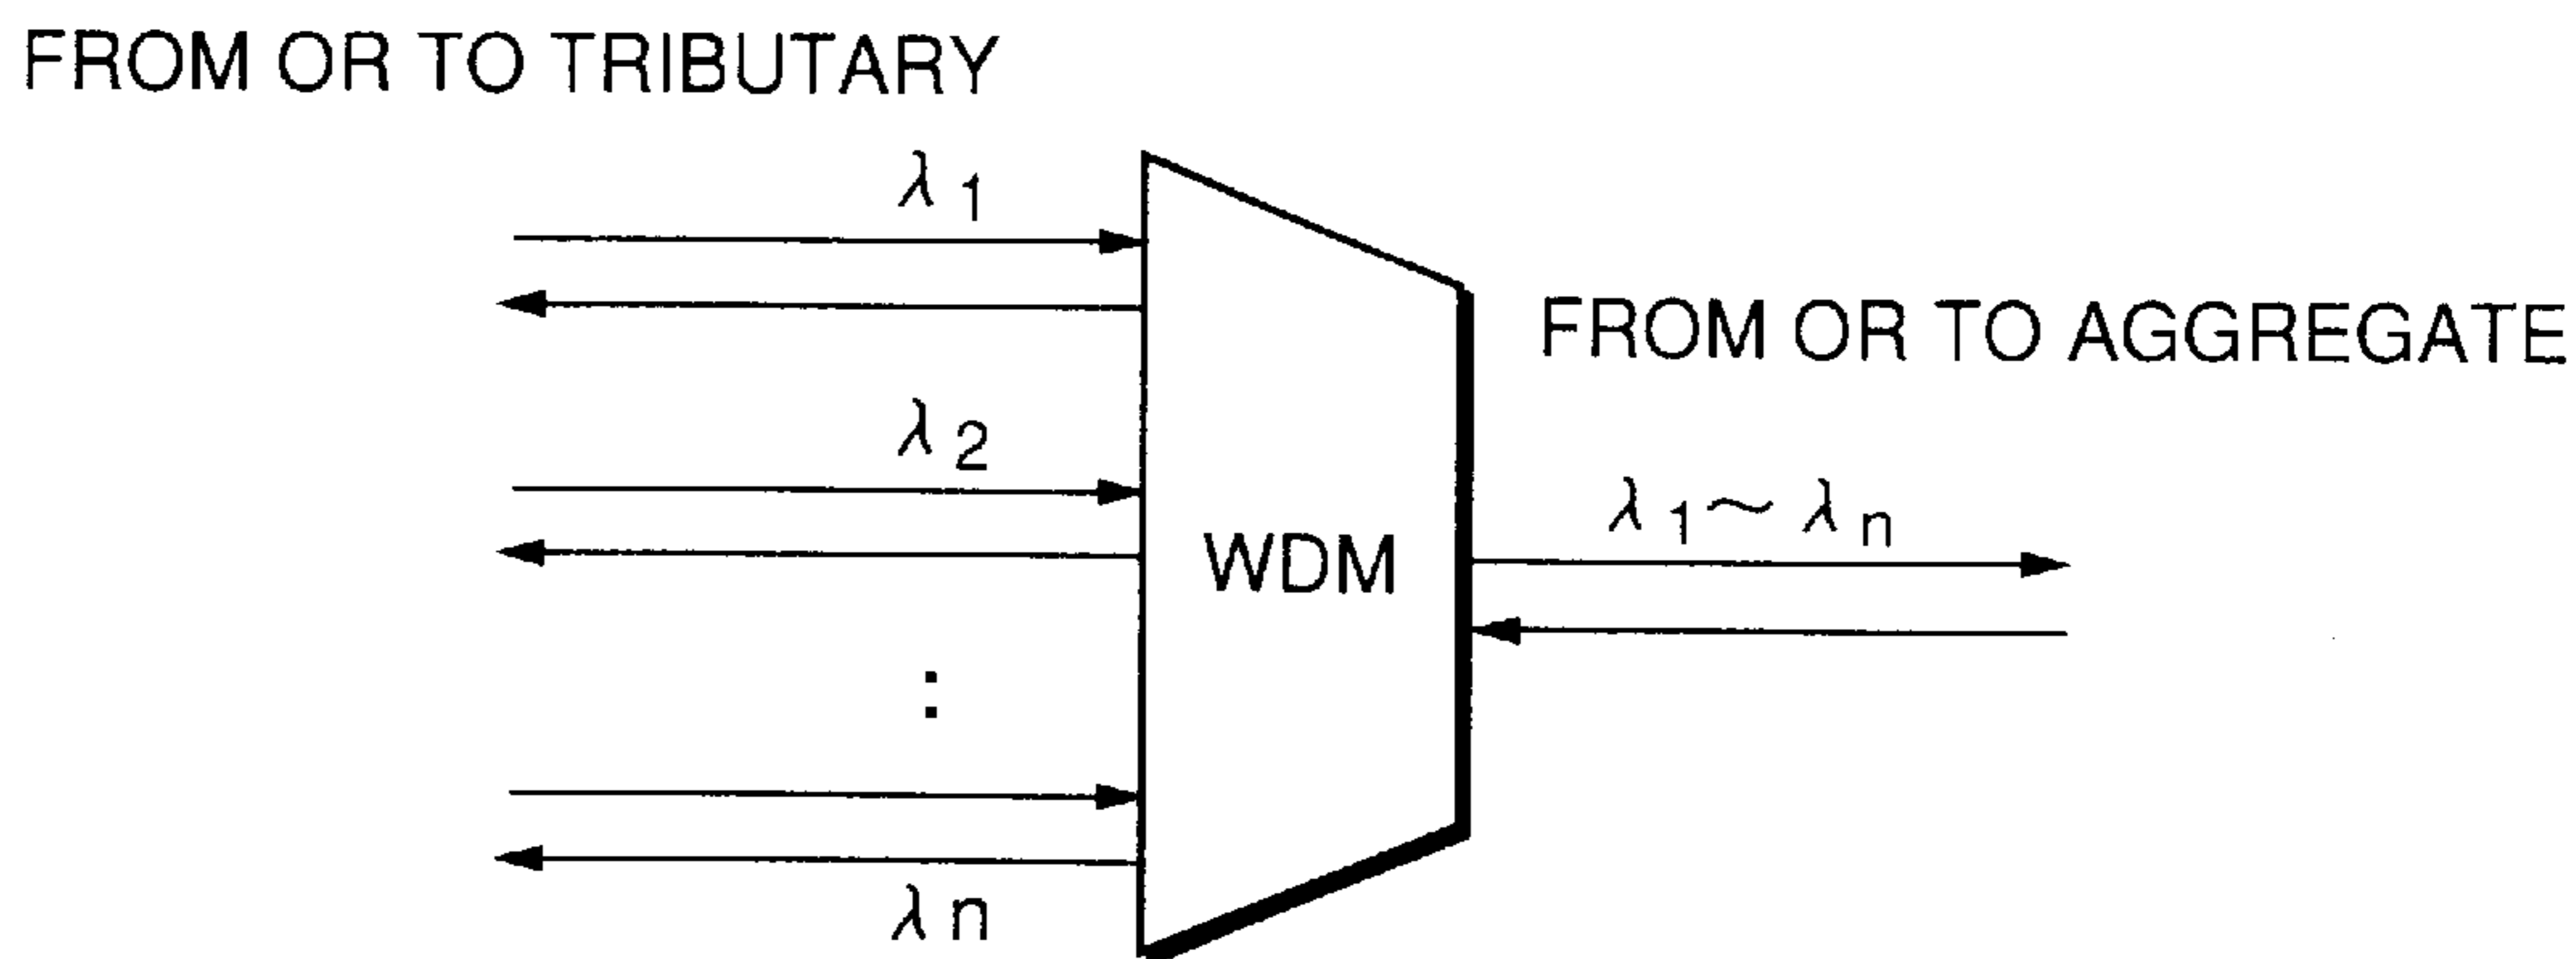 FROM OR TO TRIBUTARY
λ1
FROM OR TO AGGREGATE
λ2
λ1~λn
WDM
:
λn